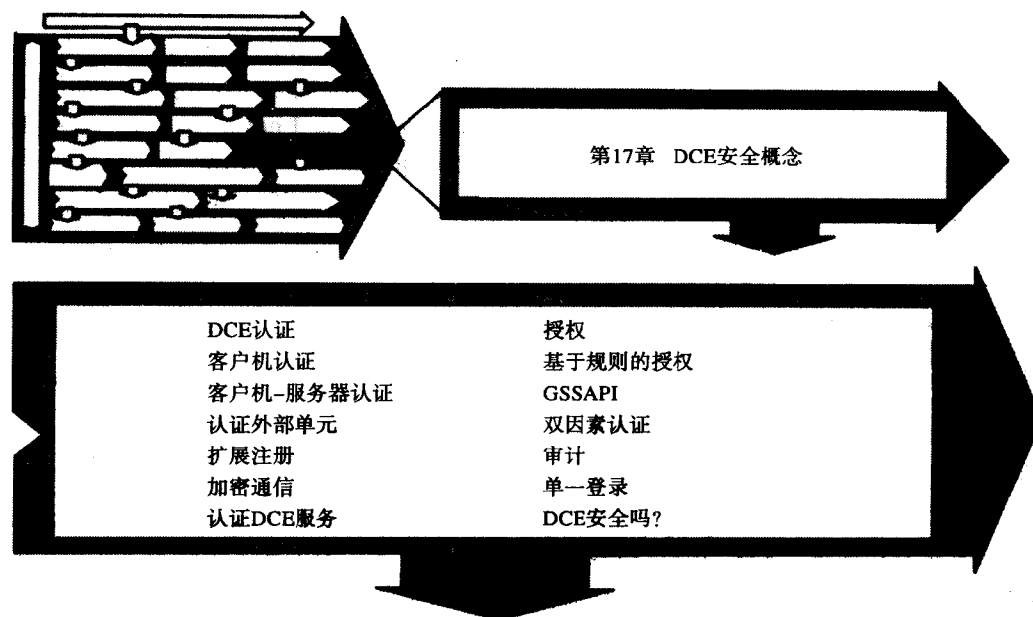 第17章 DCE安全概念
DCE认证
客户机认证
客户机-服务器认证
认证外部单元
扩展注册
加密通信
认证DCE服务
授权
基于规则的授权
GSSAPI
双因素认证
审计
单一登录
DCE安全吗?